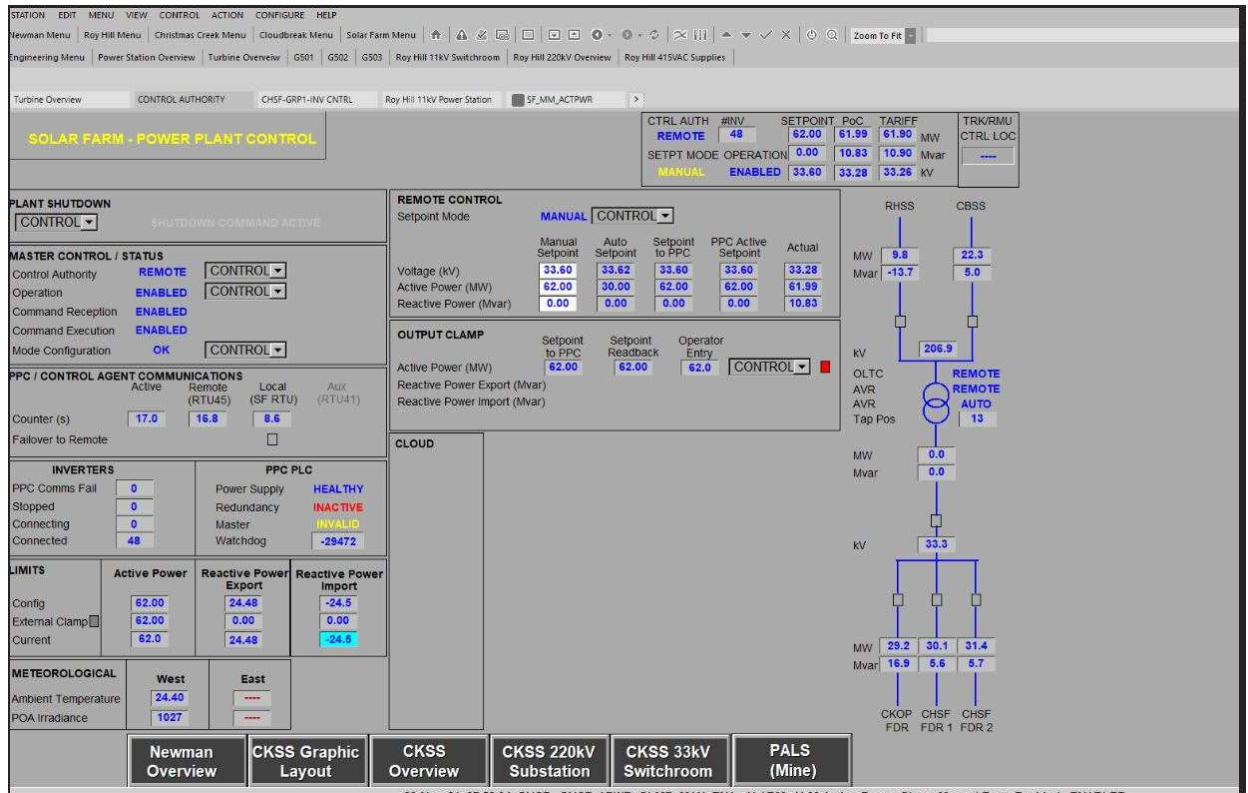 STATION EDIT MENU VIEW CONTROL ACTION CONFIGURE HELP
Newman Menu Roy Hill Menu Christmas Creek Menu Cloudbreak Menu Solar Farm Menu Zoom To Fit
Engineering Menu Power Station Overview Turbine Overveiw G501 G502 G503 Roy Hill 11kV Switchroom Roy Hill 220kV Overview Roy Hill 415VAC Supplies
Turbine Overview CONTROL AUTHORITY CHSF-GRP1-INV CNTRL Roy Hill 11kV Power Station SF_MM_ACTPWR >
SOLAR FARM - POWER PLANT CONTROL
CTRL AUTH #INV SETPOINT PoC TARIFF
REMOTE 48 62.00 61.99 61.90 MW
SETPT MODE OPERATION 0.00 10.83 10.90 Mvar
MANUAL ENABLED 33.60 33.28 33.26 kV
TRK/RMU
CTRL LOC
----
PLANT SHUTDOWN
CONTROL SHUTDOWN COMMAND ACTIVE
MASTER CONTROL / STATUS
Control Authority REMOTE CONTROL
Operation ENABLED CONTROL
Command Reception ENABLED
Command Execution ENABLED
Mode Configuration OK CONTROL
PPC / CONTROL AGENT COMMUNICATIONS
Active Remote Local Aux
(RTU45) (SF RTU) (RTU41)
Counter (s) 17.0 16.8 8.6
Failover to Remote
INVERTERS
PPC Comms Fail 0
Stopped 0
Connecting 0
Connected 48
PPC PLC
Power Supply HEALTHY
Redundancy INACTIVE
Master INVALID
Watchdog -29472
LIMITS Active Power Reactive Power Reactive Power
Export Import
Config 62.00 24.48 -24.5
External Clamp 62.00 0.00 0.00
Current 62.0 24.48 -24.5
METEOROLOGICAL West East
Ambient Temperature 24.40 ----
POA Irradiance 1027 ----
REMOTE CONTROL
Setpoint Mode MANUAL CONTROL
Manual Auto Setpoint PPC Active Actual
Setpoint Setpoint to PPC Setpoint
Voltage (kV) 33.60 33.62 33.60 33.60 33.28
Active Power (MW) 62.00 30.00 62.00 62.00 61.99
Reactive Power (Mvar) 0.00 0.00 0.00 0.00 10.83
OUTPUT CLAMP Setpoint Setpoint Operator
to PPC Readback Entry
Active Power (MW) 62.00 62.00 62.0 CONTROL
Reactive Power Export (Mvar)
Reactive Power Import (Mvar)
CLOUD
RHSS CBSS
MW 9.8 22.3
Mvar -13.7 5.0
kV 206.9
OLTC REMOTE
AVR REMOTE
AVR AUTO
Tap Pos 13
MW 0.0
Mvar 0.0
kV 33.3
MW 29.2 30.1 31.4
Mvar 16.9 5.6 5.7
CKOP CHSF CHSF
FDR FDR 1 FDR 2
Newman CKSS Graphic CKSS CKSS 220kV CKSS 33kV PALS
Overview Layout Overview Substation Switchroom (Mine)